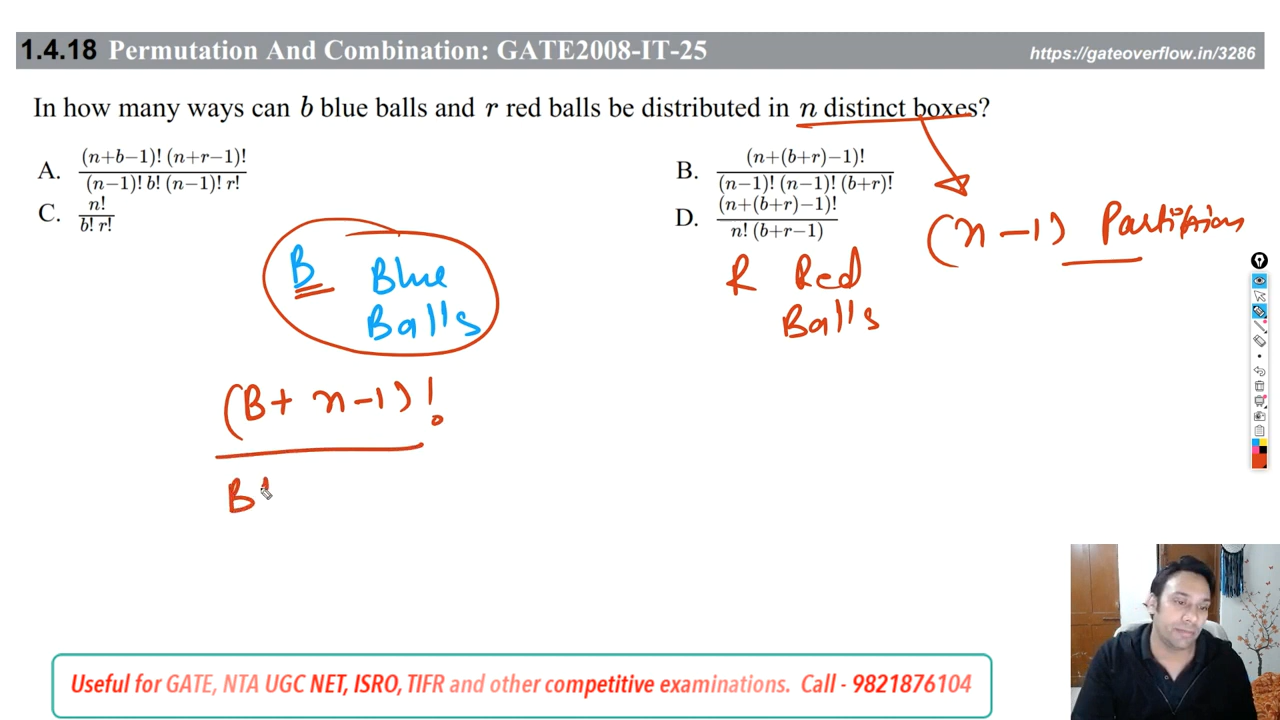 1.4.18 Permutation And Combination: GATE2008-IT-25 https://gateoverflow.in/3286
In how many ways can b blue balls and r red balls be distributed in n distinct boxes?
A. (n+b−1)! (n+r−1)! / (n−1)! b! (n−1)! r!
B. (n+(b+r)−1)! / (n−1)! (n−1)! (b+r)!
C. n! / b! r!
D. (n+(b+r)−1)! / n! (b+r−1)
(n-1) Partitions
B Blue
Balls
R Red
Balls
(B+ n-1)!
B!
Useful for GATE, NTA UGC NET, ISRO, TIFR and other competitive examinations. Call - 9821876104